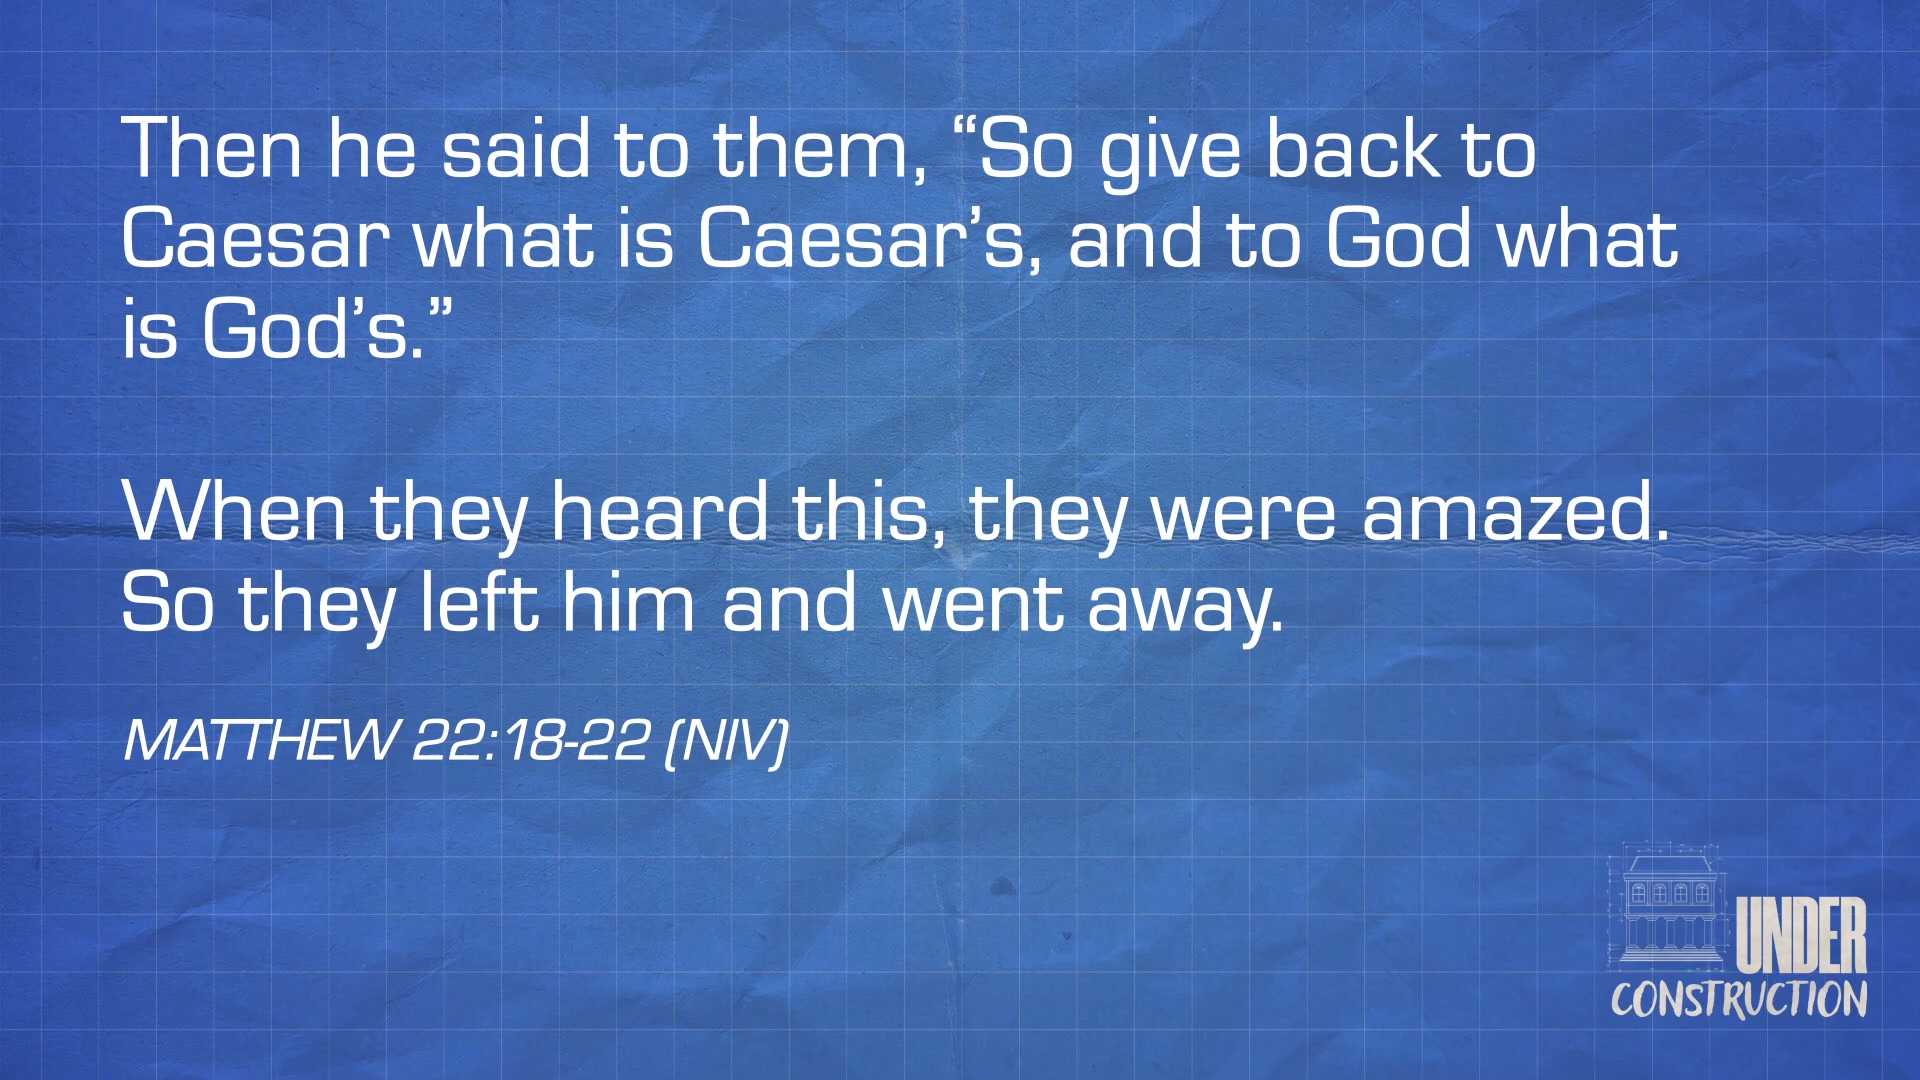 Then he said to them, “So give back to
Caesar what is Caesar’s, and to God what
is God’s.”
When they heard this, they were amazed.
So they left him and went away.
MATTHEW 22:18-22 (NIV)
UNDER
CONSTRUCTION